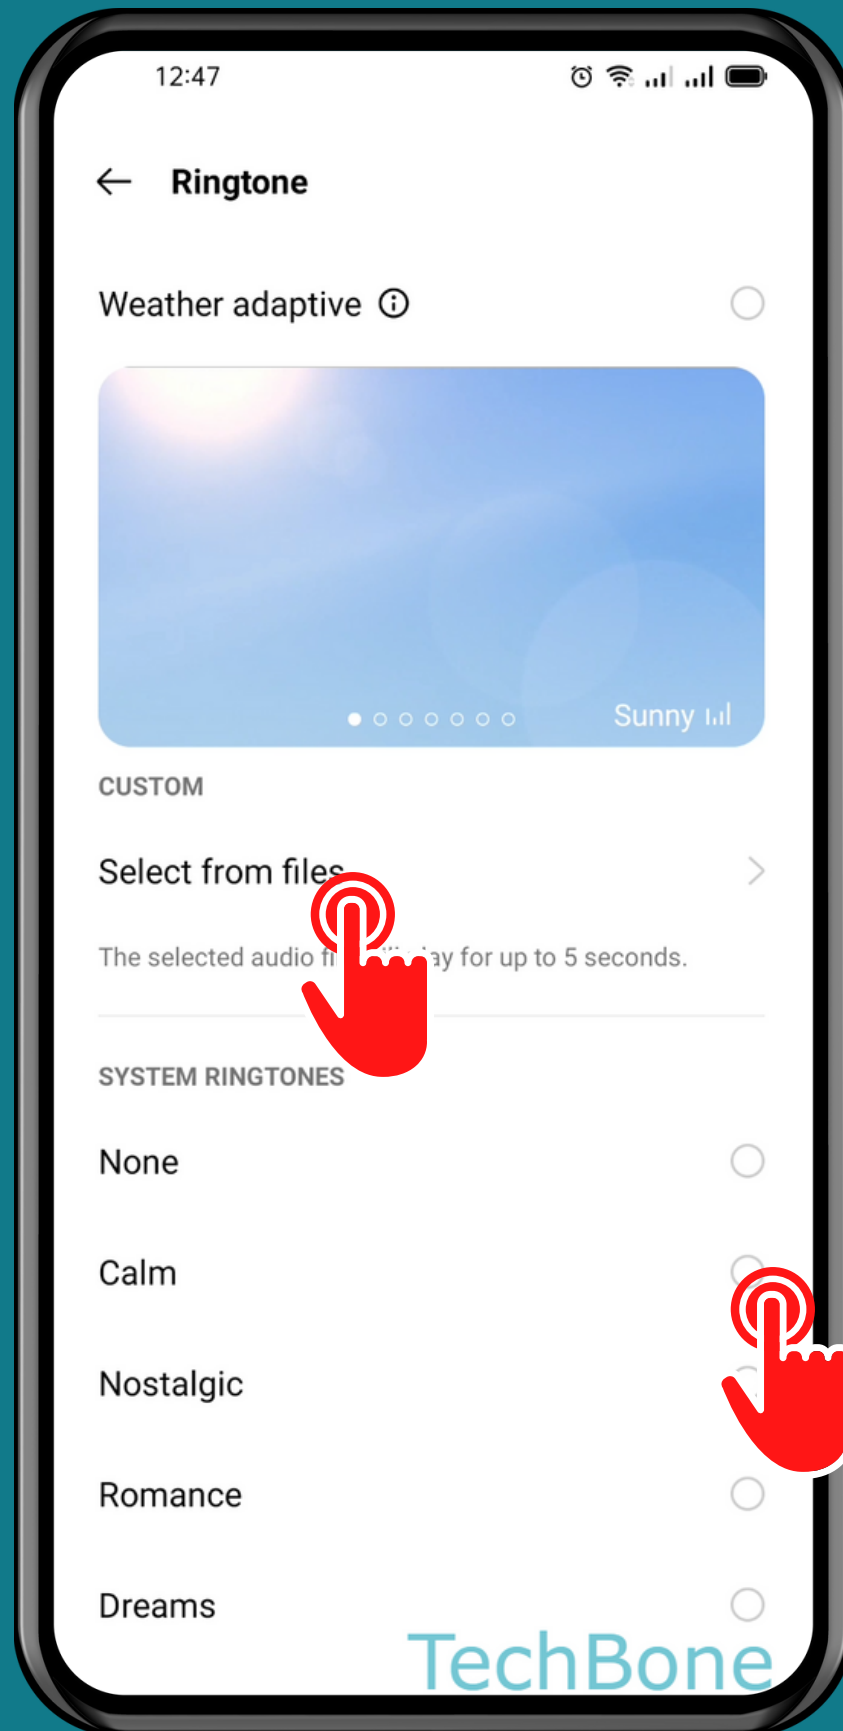 12:47
Ringtone
Weather adaptive
Sunny
CUSTOM
Select from files
The selected audio for up to 5 seconds.
SYSTEM RINGTONES
None
Calm
Nostalgic
Romance
Dreams
TechBone